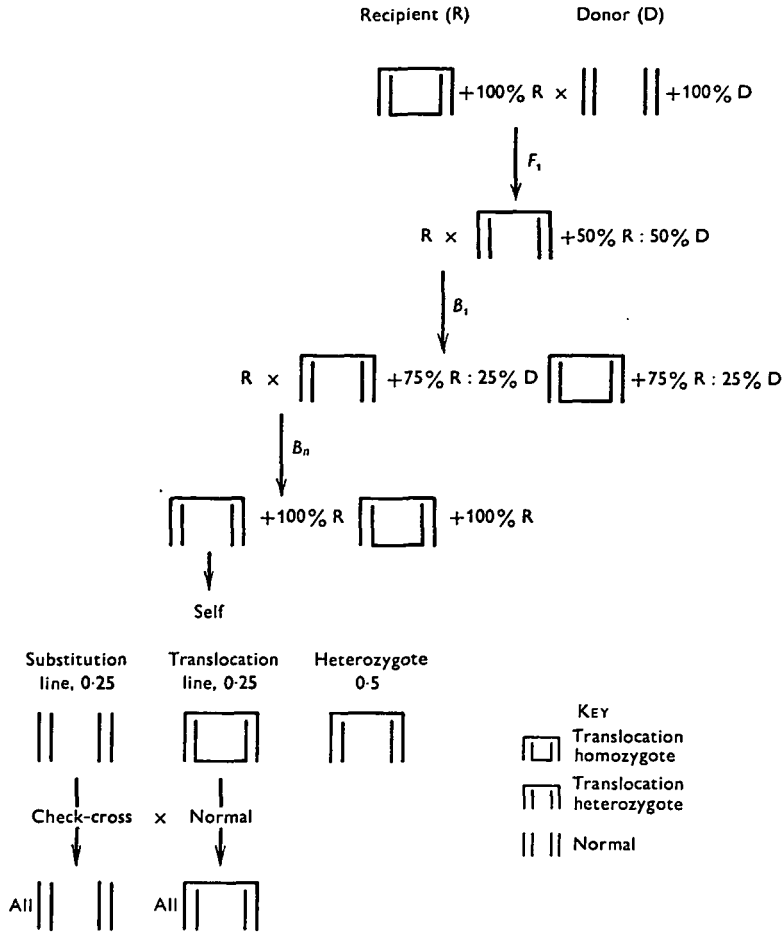 Recipient (R) Donor (D)
+100% R × +100% D
F₁
R × +50% R : 50% D
B₁
R × +75% R : 25% D +75% R : 25% D
Bₙ
+100% R +100% R
Self
Substitution line, 0·25
Translocation line, 0·25
Heterozygote 0·5
KEY
Translocation homozygote
Translocation heterozygote
Normal
Check-cross × Normal
All All